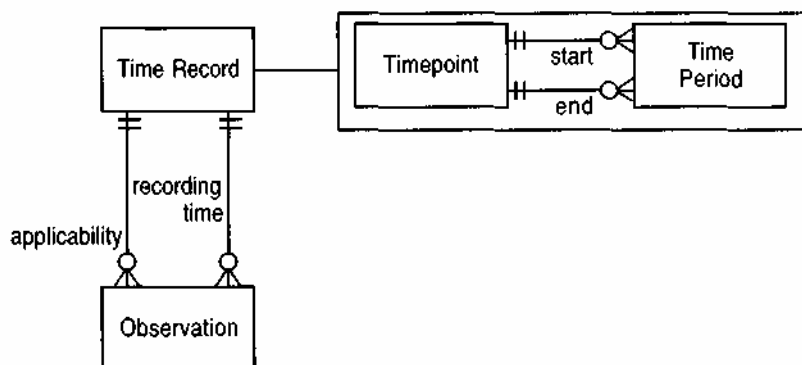 Time Record
Timepoint
start
end
Time
Period
recording
time
applicability
Observation